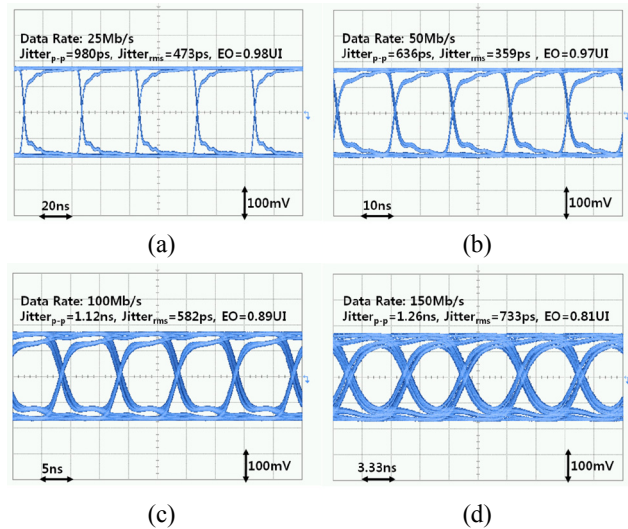 Data Rate: 25Mb/s
Jitterp-p=980ps, Jitterrms=473ps, EO=0.98UI
20ns
100mV
(a)
Data Rate: 50Mb/s
Jitterp-p=636ps, Jitterrms=359ps , EO=0.97UI
10ns
100mV
(b)
Data Rate: 100Mb/s
Jitterp-p=1.12ns, Jitterrms=582ps, EO=0.89UI
5ns
100mV
(c)
Data Rate: 150Mb/s
Jitterp-p=1.26ns, Jitterrms=733ps, EO=0.81UI
3.33ns
100mV
(d)